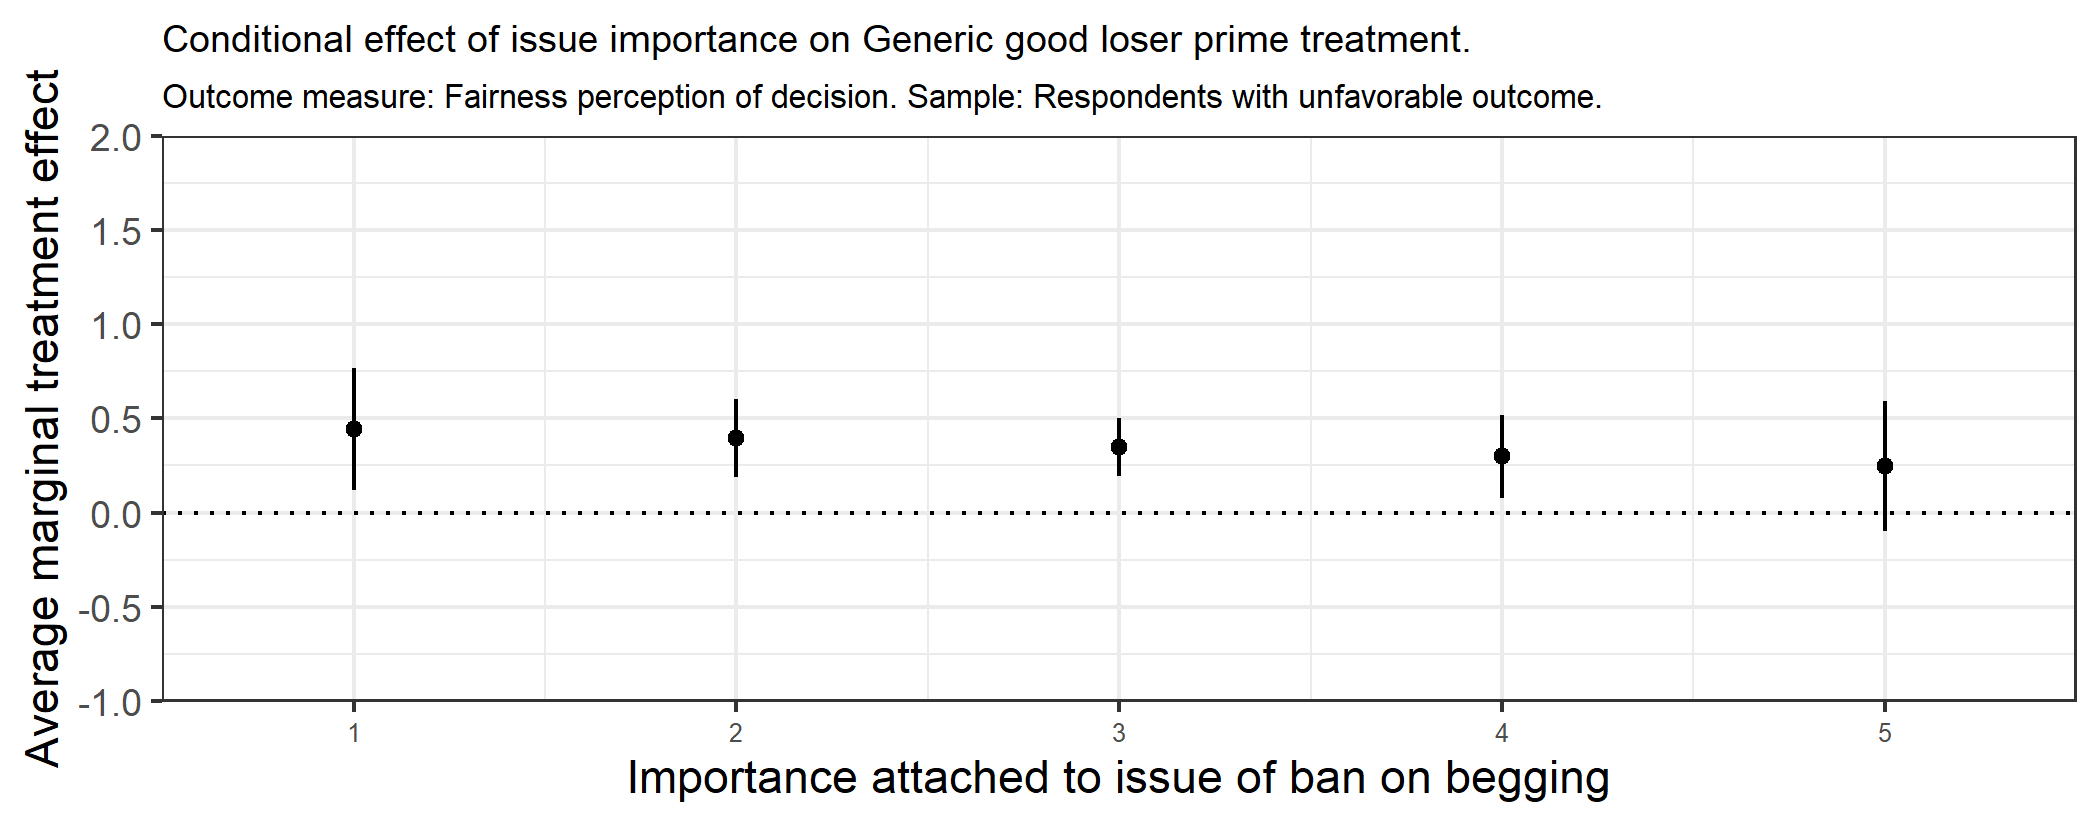 Conditional effect of issue importance on Generic good loser prime treatment.
Outcome measure: Fairness perception of decision. Sample: Respondents with unfavorable outcome.
Average marginal treatment effect
2.0
1.5
1.0
0.5
0.0
-0.5
-1.0
1 2 3 4 5
Importance attached to issue of ban on begging